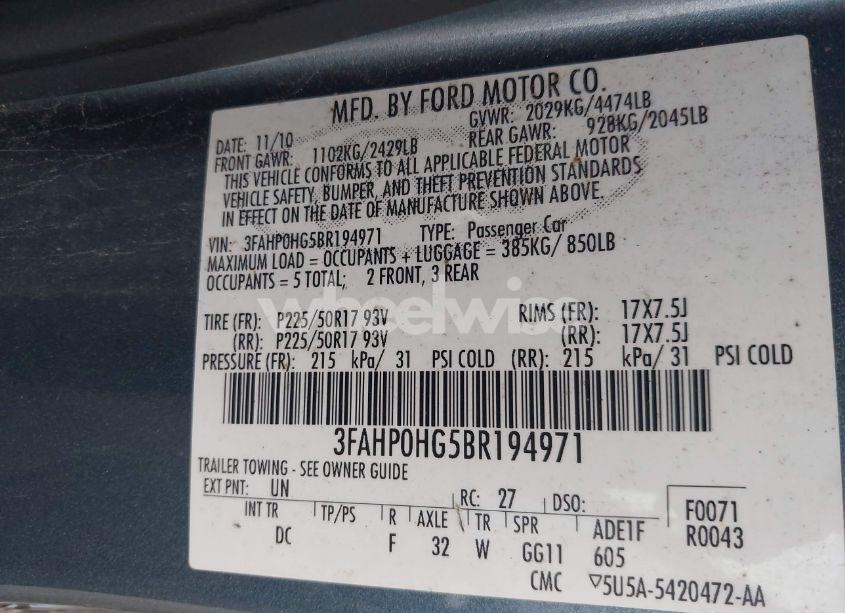 MFD. BY FORD MOTOR CO.
DATE: 11/10 GVWR: 2029KG/4474LB
FRONT GAWR: 1102KG/2429LB REAR GAWR: 928KG/2045LB
THIS VEHICLE CONFORMS TO ALL APPLICABLE FEDERAL MOTOR
VEHICLE SAFETY, BUMPER, AND THEFT PREVENTION STANDARDS
IN EFFECT ON THE DATE OF MANUFACTURE SHOWN ABOVE.
VIN: 3FAHP0HG5BR194971 TYPE: Passenger Car
MAXIMUM LOAD = OCCUPANTS + LUGGAGE = 385KG/ 850LB
OCCUPANTS = 5 TOTAL; 2 FRONT, 3 REAR
wheelwise
TIRE (FR): P225/50R17 93V RIMS (FR): 17X7.5J
(RR): P225/50R17 93V (RR): 17X7.5J
PRESSURE (FR): 215 kPa/ 31 PSI COLD (RR): 215 kPa/ 31 PSI COLD
3FAHP0HG5BR194971
TRAILER TOWING - SEE OWNER GUIDE
EXT PNT: UN RC: 27 DSO: F0071
INT TR TP/PS R AXLE TR SPR ADE1F R0043
DC F 32 W GG11 605
CMC ▽5U5A-5420472-AA